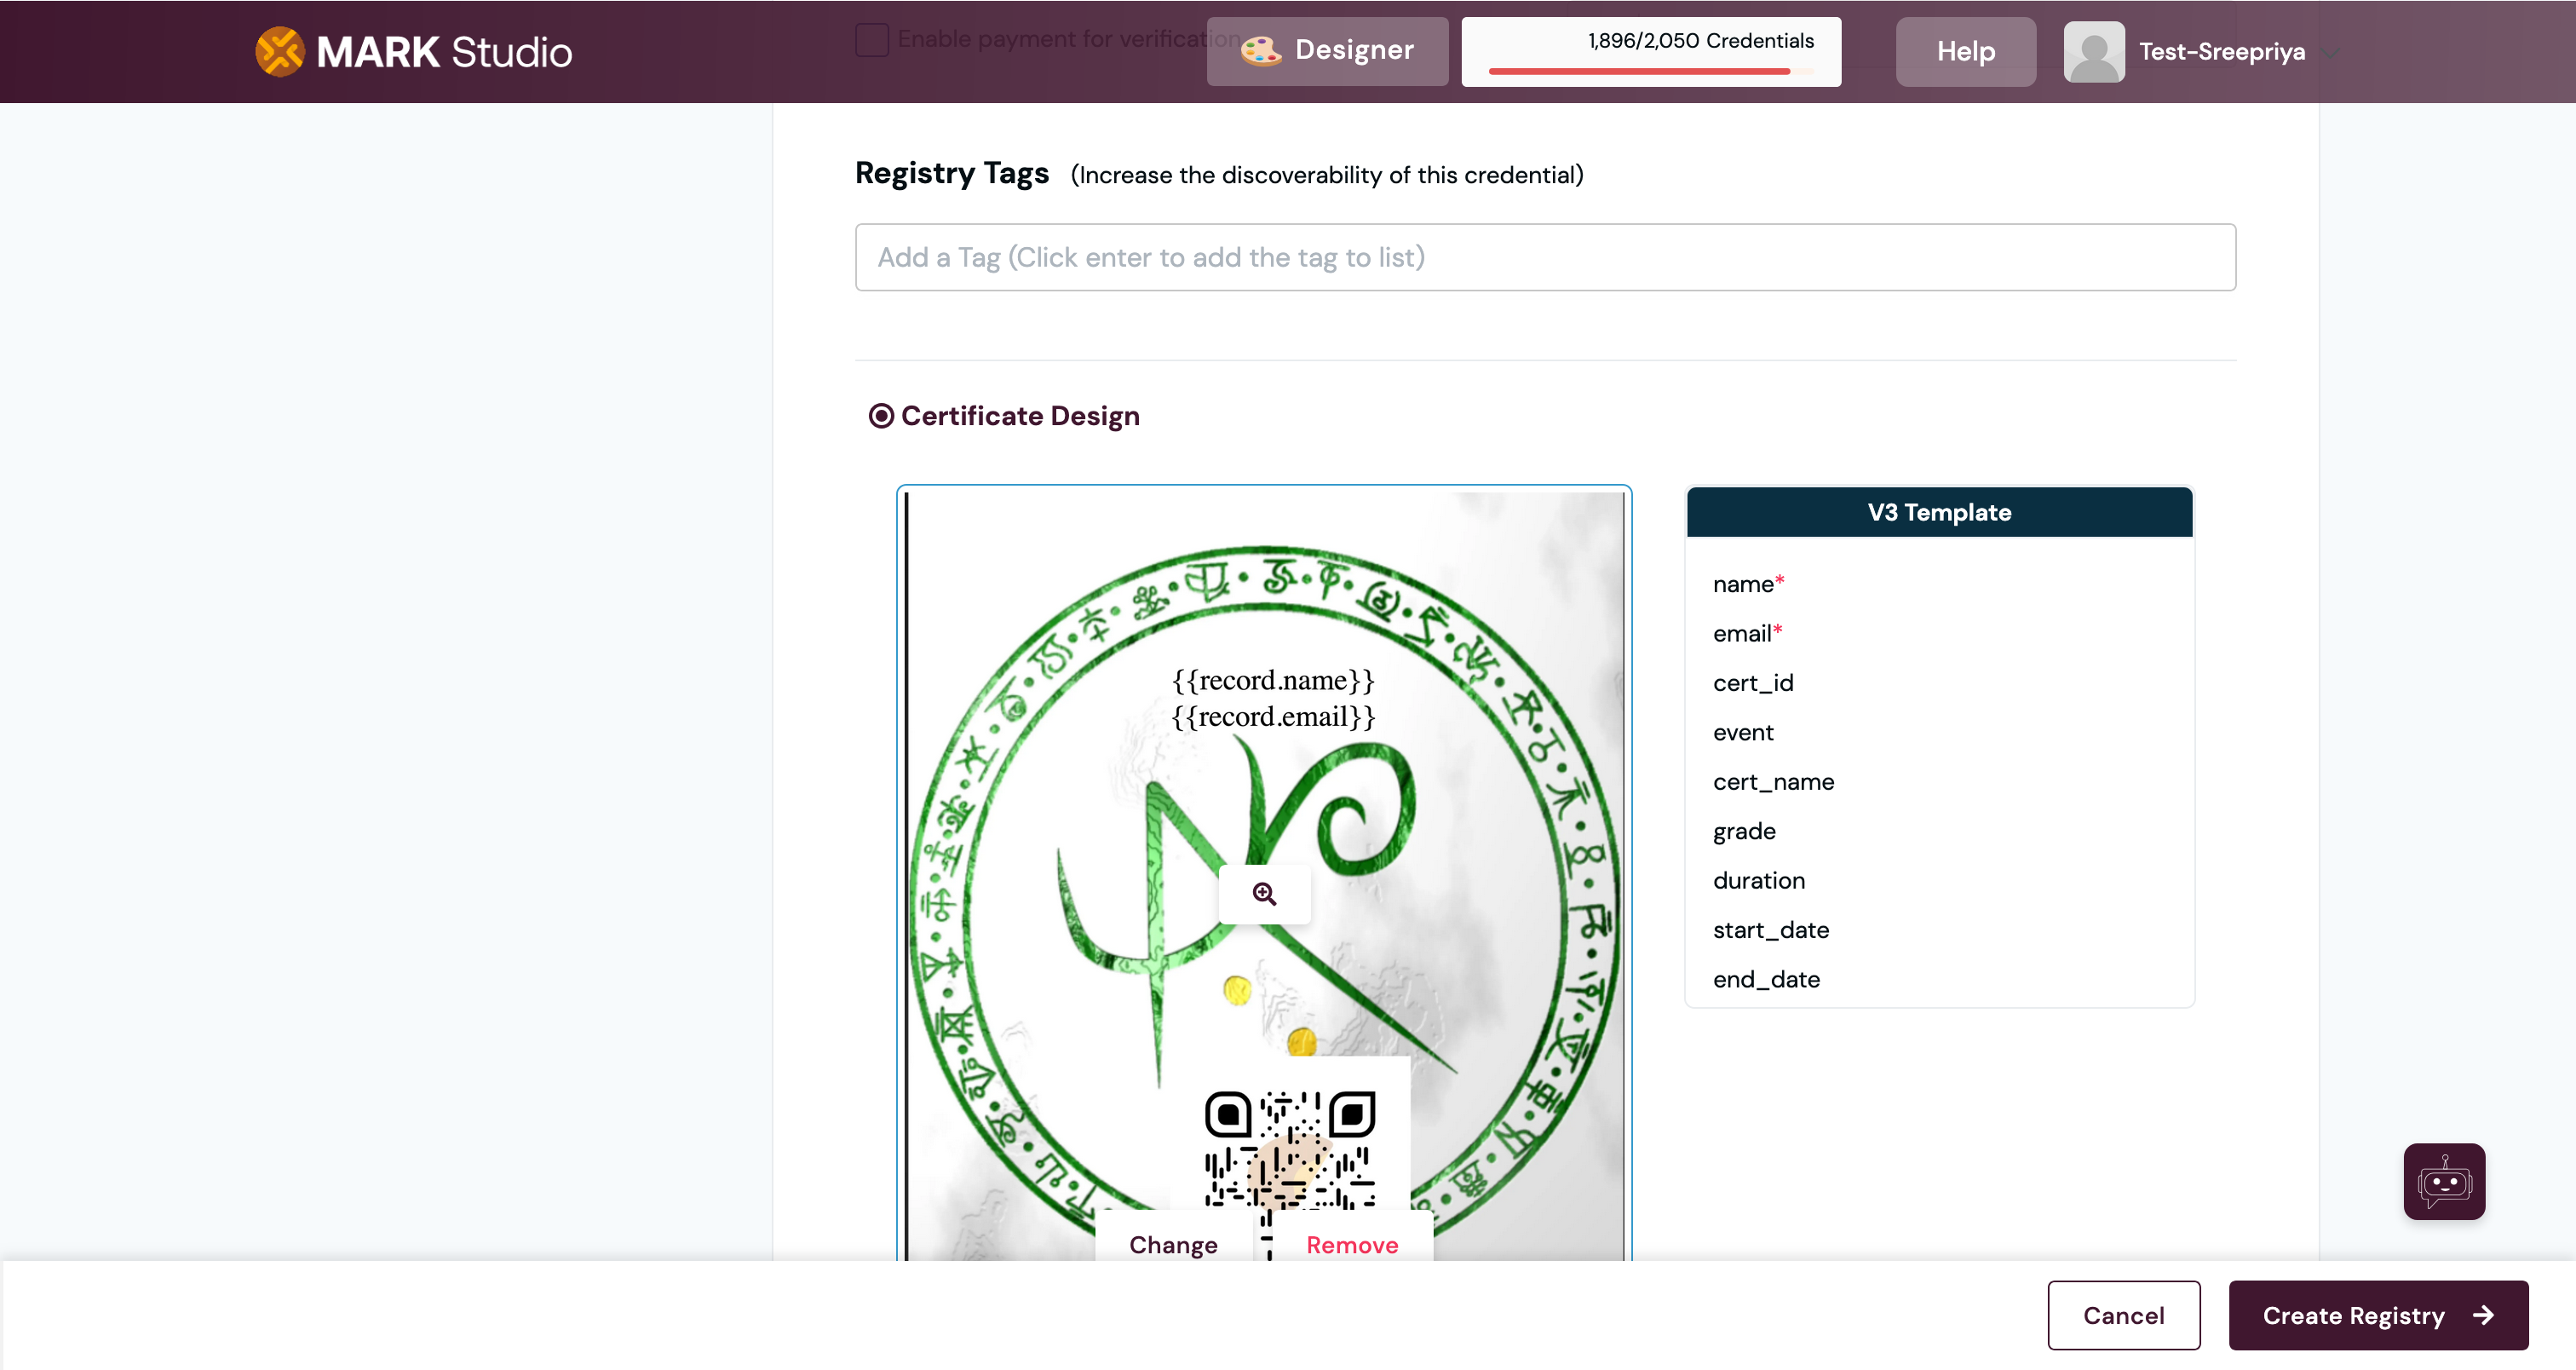 MARK Studio
Enable payment for verification
Designer
1,896/2,050 Credentials
Help
Test-Sreepriya
Registry Tags (Increase the discoverability of this credential)
Add a Tag (Click enter to add the tag to list)
Certificate Design
{{record.name}}
{{record.email}}
Change
Remove
V3 Template
name*
email*
cert_id
event
cert_name
grade
duration
start_date
end_date
Cancel
Create Registry